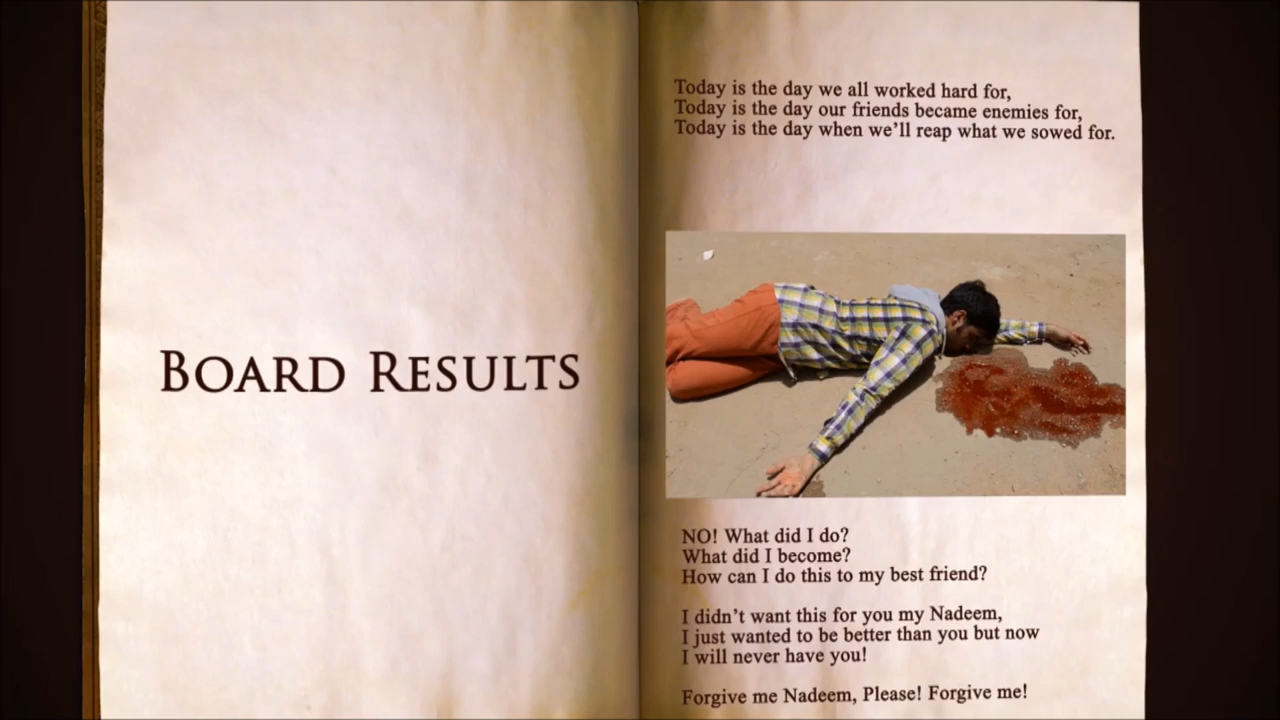 Board Results
Today is the day we all worked hard for,
Today is the day our friends became enemies for,
Today is the day when we'll reap what we sowed for.
NO! What did I do?
What did I become?
How can I do this to my best friend?
I didn't want this for you my Nadeem,
I just wanted to be better than you but now
I will never have you!
Forgive me Nadeem, Please! Forgive me!